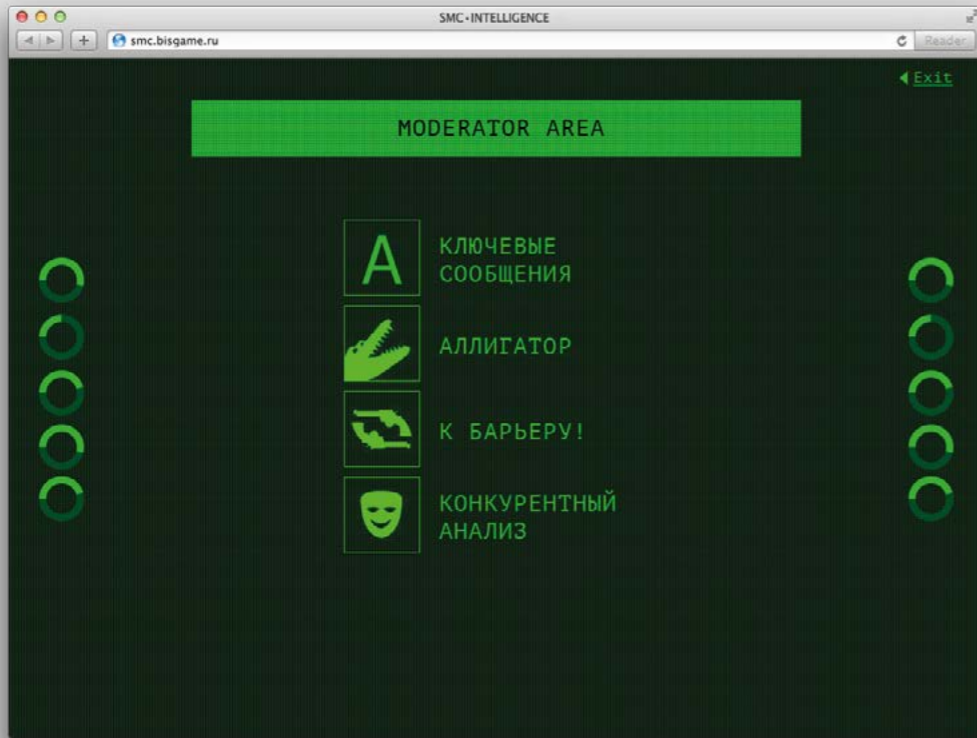 SMC·INTELLIGENCE
smc.bisgame.ru
Reader
Exit
MODERATOR AREA
А
КЛЮЧЕВЫЕ
СООБЩЕНИЯ
АЛЛИГАТОР
К БАРЬЕРУ!
КОНКУРЕНТНЫЙ
АНАЛИЗ